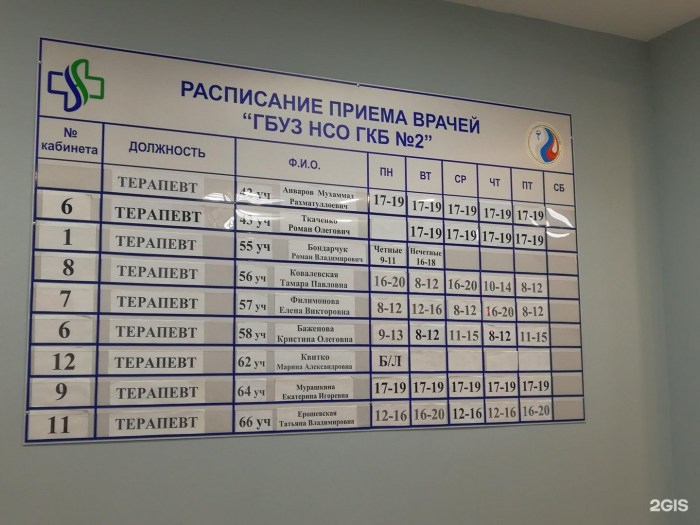 РАСПИСАНИЕ ПРИЕМА ВРАЧЕЙ
“ГБУЗ НСО ГКБ №2”
№ кабинета ДОЛЖНОСТЬ Ф.И.О. ПН ВТ СР ЧТ ПТ СБ
ТЕРАПЕВТ 42 уч Анваров Мухаммад Рахматуллоевич 17-19 17-19 17-19 17-19 17-19
6 ТЕРАПЕВТ 43 уч Ткаченко Роман Олегович 17-19 17-19 17-19 17-19
1 ТЕРАПЕВТ 55 уч Бондарчук Роман Владимирович Четные 9-11 Нечетные 16-18
8 ТЕРАПЕВТ 56 уч Ковалевская Тамара Павловна 16-20 8-12 16-20 10-14 8-12
7 ТЕРАПЕВТ 57 уч Филимонова Елена Викторовна 8-12 12-16 8-12 16-20 8-12
6 ТЕРАПЕВТ 58 уч Баженова Кристина Олеговна 9-13 8-12 11-15 8-12 11-15
12 ТЕРАПЕВТ 62 уч Квитко Марина Александровна Б/Л
9 ТЕРАПЕВТ 64 уч Мурашкина Екатерина Игоревна 17-19 17-19 17-19 17-19 17-19
11 ТЕРАПЕВТ 66 уч Ерошевская Татьяна Владимировна 12-16 16-20 12-16 12-16 16-20
2GIS